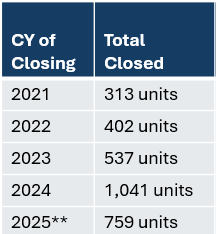 CY of Closing Total Closed
2021 313 units
2022 402 units
2023 537 units
2024 1,041 units
2025** 759 units